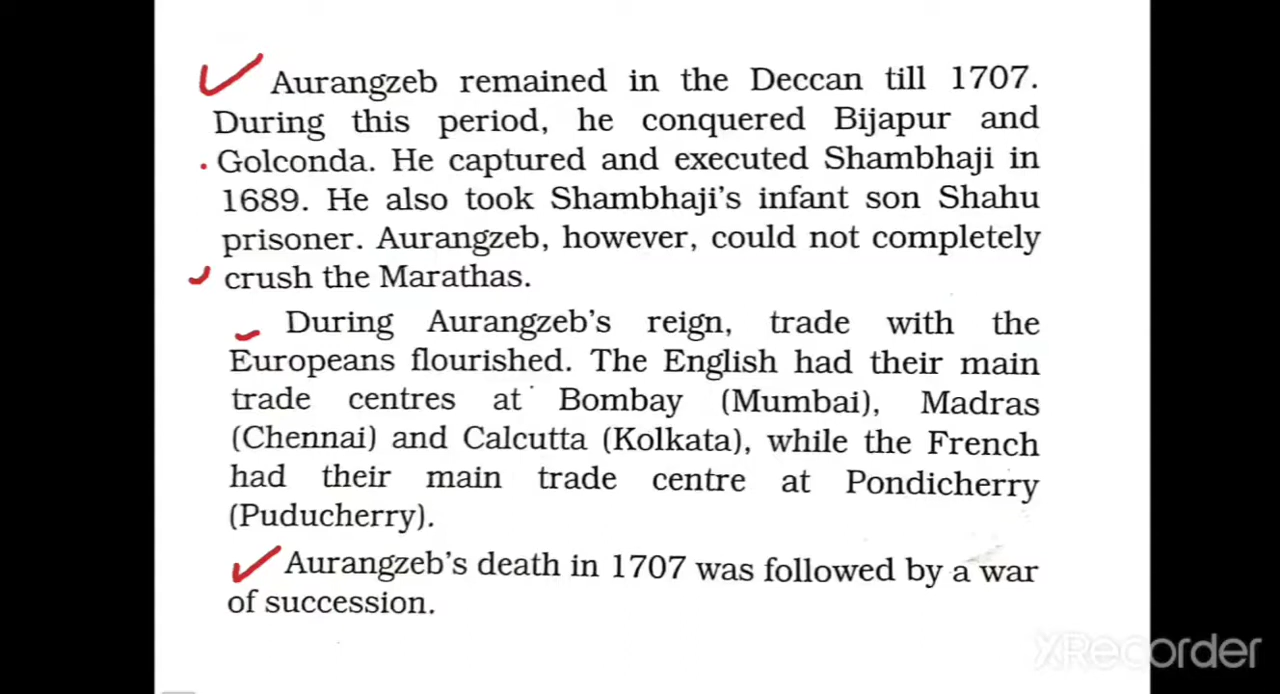 Aurangzeb remained in the Deccan till 1707.
During this period, he conquered Bijapur and
Golconda. He captured and executed Shambhaji in
1689. He also took Shambhaji's infant son Shahu
prisoner. Aurangzeb, however, could not completely
crush the Marathas.
During Aurangzeb's reign, trade with the
Europeans flourished. The English had their main
trade centres at Bombay (Mumbai), Madras
(Chennai) and Calcutta (Kolkata), while the French
had their main trade centre at Pondicherry
(Puducherry).
Aurangzeb's death in 1707 was followed by a war
of succession.
XRecorder